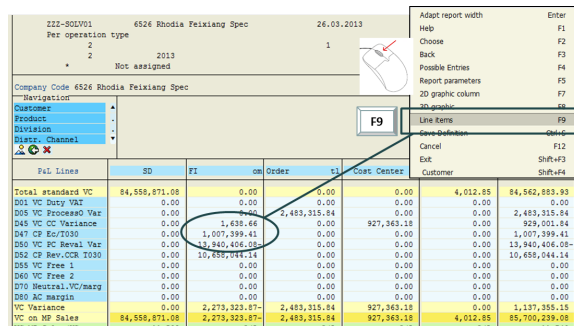 ZZZ-SOLV01 6526 Rhodia Feixiang Spec 26.03.2013
Per operation type
2 1
2 2013
* Not assigned
Company Code 6526 Rhodia Feixiang Spec
Navigation
Customer
Product
Division
Distr. Channel
F9
Adapt report width Enter
Help F1
Choose F2
Back F3
Possible Entries F4
Report parameters F5
2D graphic column F7
3D graphic F8
Line items F9
Save Definition Ctrl+S
Cancel F12
Exit Shift+F3
Customer Shift+F4
P&L Lines SD FI om Order tl Cost Center
Total standard VC 84,558,871.08 0.00 0.00 0.00 4,012.85 84,562,883.93
D01 VC Duty VAT 0.00 0.00 0.00 0.00 0.00 0.00
D05 VC ProcessO Var 0.00 0.00 2,483,315.84 0.00 0.00 2,483,315.84
D45 VC CC Variance 0.00 1,638.66 0.00 927,363.18 0.00 929,001.84
D47 CP Ec/T030 0.00 1,007,399.41 0.00 0.00 0.00 1,007,399.41
D50 VC PC Reval Var 0.00 13,940,406.08- 0.00 0.00 0.00 13,940,406.08-
D52 CP Rev.CCR T030 0.00 10,658,044.14 0.00 0.00 0.00 10,658,044.14
D55 VC Free 1 0.00 0.00 0.00 0.00 0.00 0.00
D60 VC Free 2 0.00 0.00 0.00 0.00 0.00 0.00
D70 Neutral.VC/marg 0.00 0.00 0.00 0.00 0.00 0.00
D80 AC margin 0.00 0.00 0.00 0.00 0.00 0.00
VC Variance 0.00 2,273,323.87- 2,483,315.84 927,363.18 0.00 1,137,355.15
VC on MP Sales 84,558,871.08 2,273,323.87- 2,483,315.84 927,363.18 4,012.85 85,700,239.08